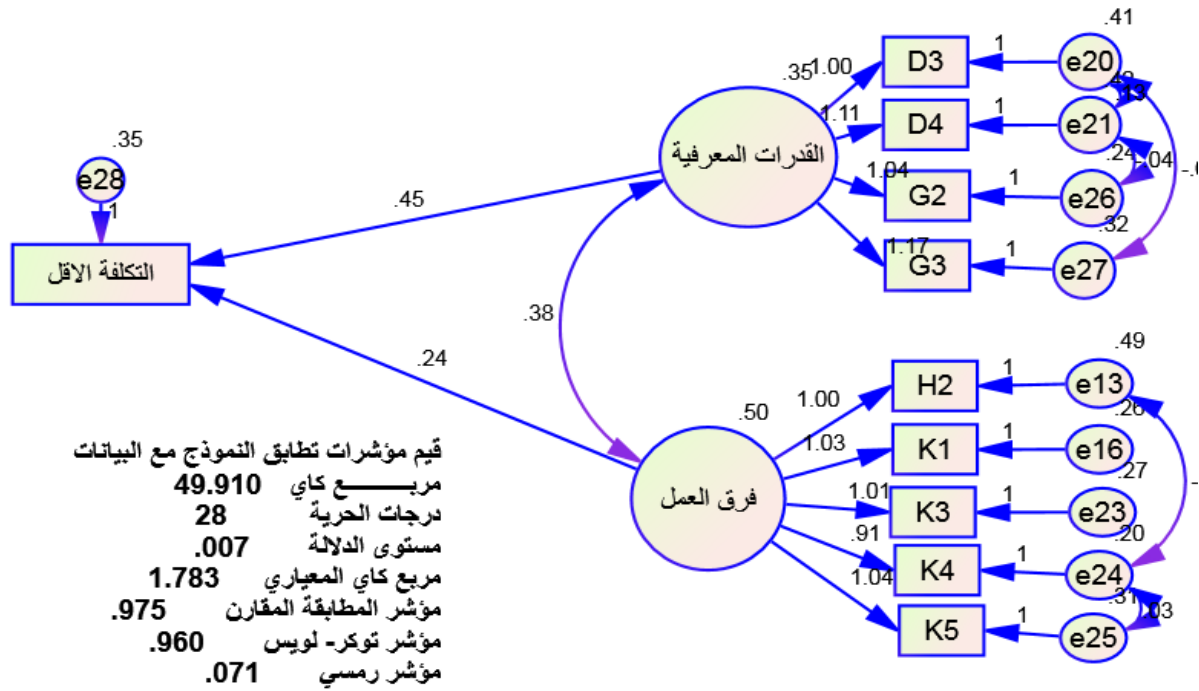 .41
D3
1
e20
.35
1.00
D4
1
e21
.13
1.11
.35
e28
1
القدرات المعرفية
G2
1
e26
.24
.04
1.04
.45
G3
1
e27
.32
1.17
التكلفة الاقل
.38
.49
H2
1
e13
.24
.50
1.00
K1
1
e16
1.03
.27
فرق العمل
K3
1
e23
1.01
.20
K4
1
e24
.91
K5
1
e25
1.04
قيم مؤشرات تطابق النموذج مع البيانات
مربـــــــع كاي 49.910
درجات الحرية 28
مستوى الدلالة .007
مربع كاي المعياري 1.783
مؤشر المطابقة المقارن .975
مؤشر توكر- لويس .960
مؤشر رمسي .071